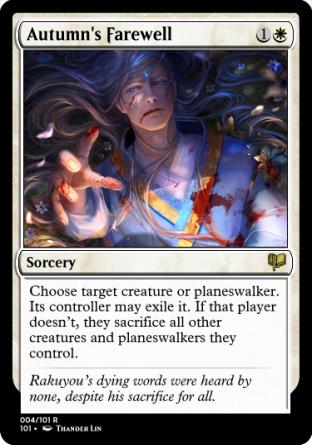 Autumn's Farewell 1
Sorcery
Choose target creature or planeswalker.
Its controller may exile it. If that player
doesn't, they sacrifice all other
creatures and planeswalkers they
control.
Rakuyou's dying words were heard by
none, despite his sacrifice for all.
004/101 R
101 • Thander Lin